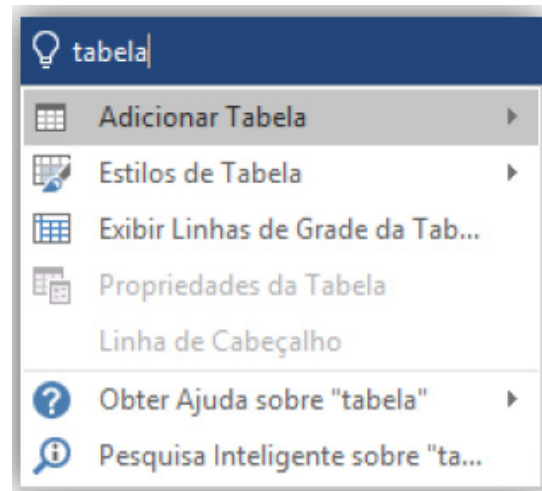 tabela
Adicionar Tabela
Estilos de Tabela
Exibir Linhas de Grade da Tab...
Propriedades da Tabela
Linha de Cabeçalho
Obter Ajuda sobre "tabela"
Pesquisa Inteligente sobre "ta...